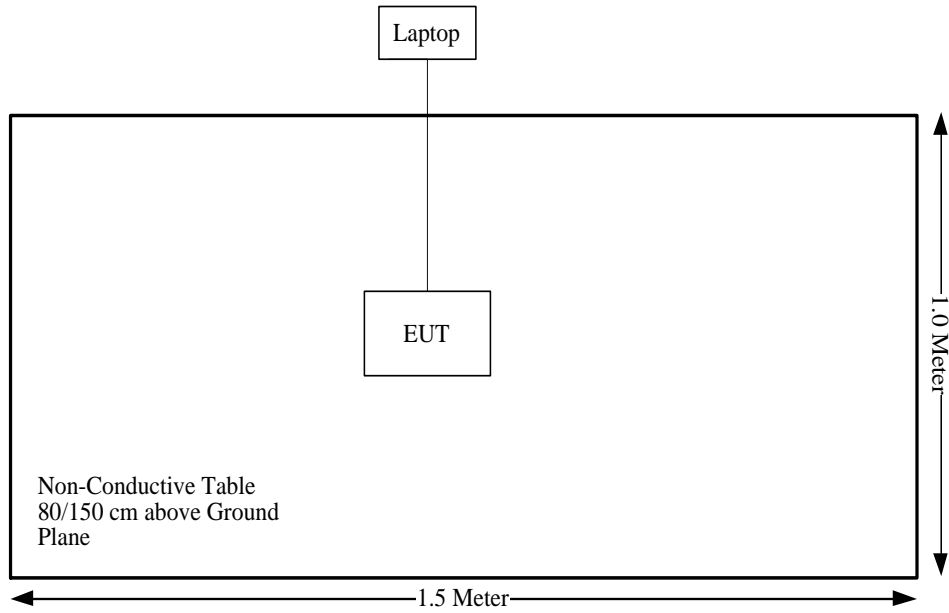 Laptop
EUT
1.0 Meter
Non-Conductive Table
80/150 cm above Ground
Plane
1.5 Meter